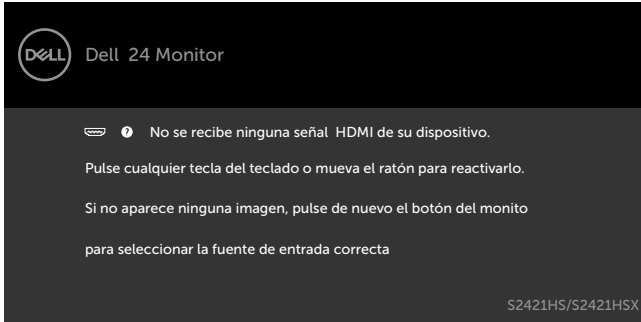 DELL Dell 24 Monitor
No se recibe ninguna señal HDMI de su dispositivo.
Pulse cualquier tecla del teclado o mueva el ratón para reactivarlo.
Si no aparece ninguna imagen, pulse de nuevo el botón del monito
para seleccionar la fuente de entrada correcta
S2421HS/S2421HSX